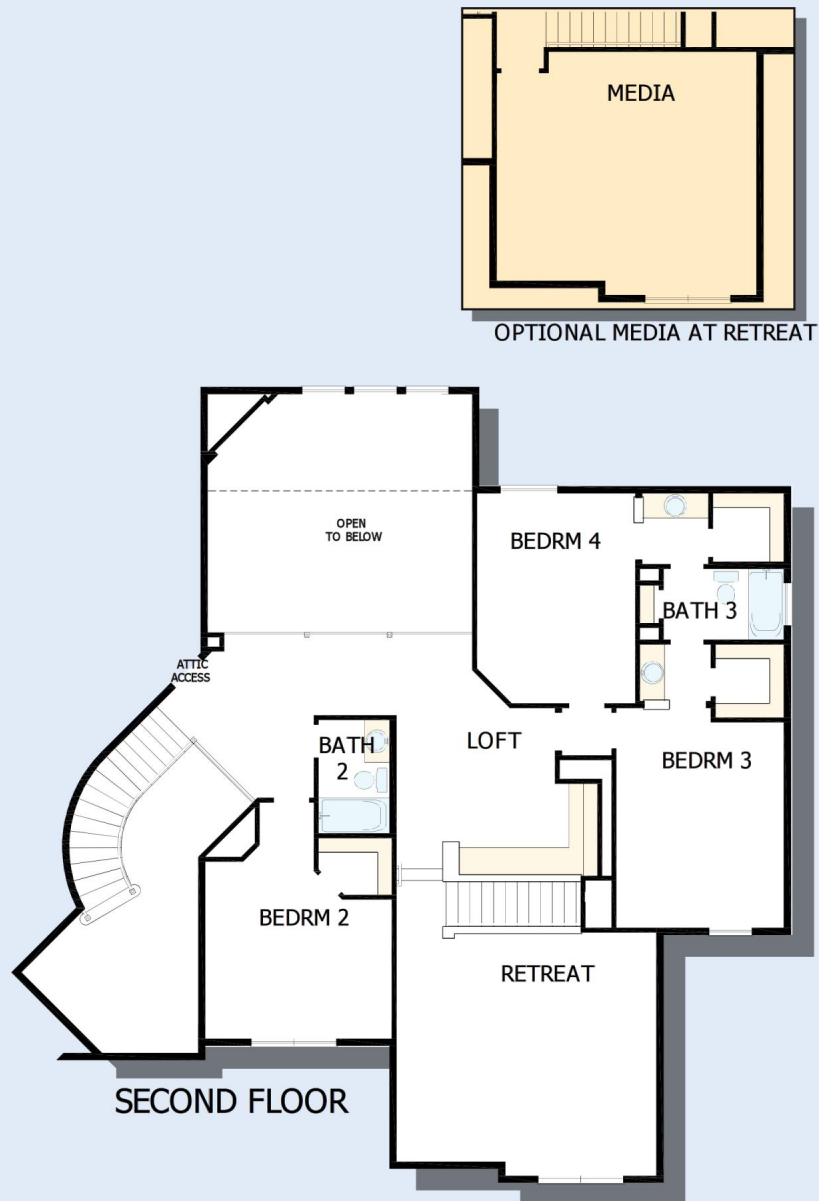 MEDIA
OPTIONAL MEDIA AT RETREAT
OPEN
TO BELOW
BEDRM 4
BATH 3
ATTIC
ACCESS
BATH
2
LOFT
BEDRM 3
BEDRM 2
RETREAT
SECOND FLOOR